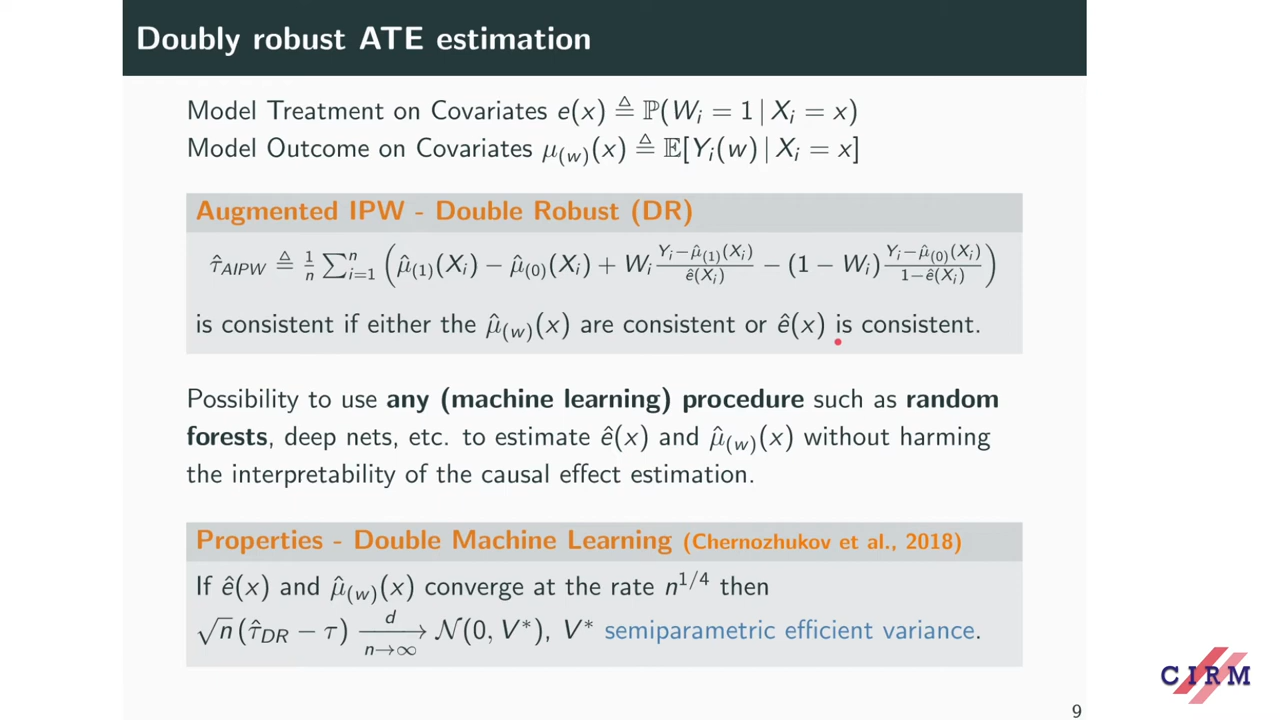 Doubly robust ATE estimation
Model Treatment on Covariates e(x) ≜ ℙ(W_i = 1 | X_i = x)
Model Outcome on Covariates μ_(w)(x) ≜ 𝔼[Y_i(w) | X_i = x]
Augmented IPW - Double Robust (DR)
τ̂_AIPW ≜ 1/n ∑_{i=1}^n ( μ̂_(1)(X_i) − μ̂_(0)(X_i) + W_i (Y_i−μ̂_(1)(X_i))/ê(X_i) − (1 − W_i) (Y_i−μ̂_(0)(X_i))/(1−ê(X_i)) )
is consistent if either the μ̂_(w)(x) are consistent or ê(x) is consistent.
Possibility to use any (machine learning) procedure such as random
forests, deep nets, etc. to estimate ê(x) and μ̂_(w)(x) without harming
the interpretability of the causal effect estimation.
Properties - Double Machine Learning (Chernozhukov et al., 2018)
If ê(x) and μ̂_(w)(x) converge at the rate n^{1/4} then
√n (τ̂_DR − τ) →^d_{n→∞} 𝒩(0, V*), V* semiparametric efficient variance.
CIRM
9